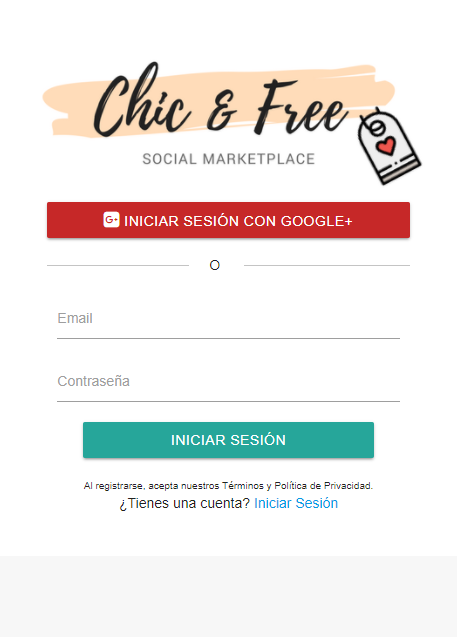 Chic & Free
SOCIAL MARKETPLACE
G+ INICIAR SESIÓN CON GOOGLE+
O
Email
Contraseña
INICIAR SESIÓN
Al registrarse, acepta nuestros Términos y Política de Privacidad.
¿Tienes una cuenta? Iniciar Sesión